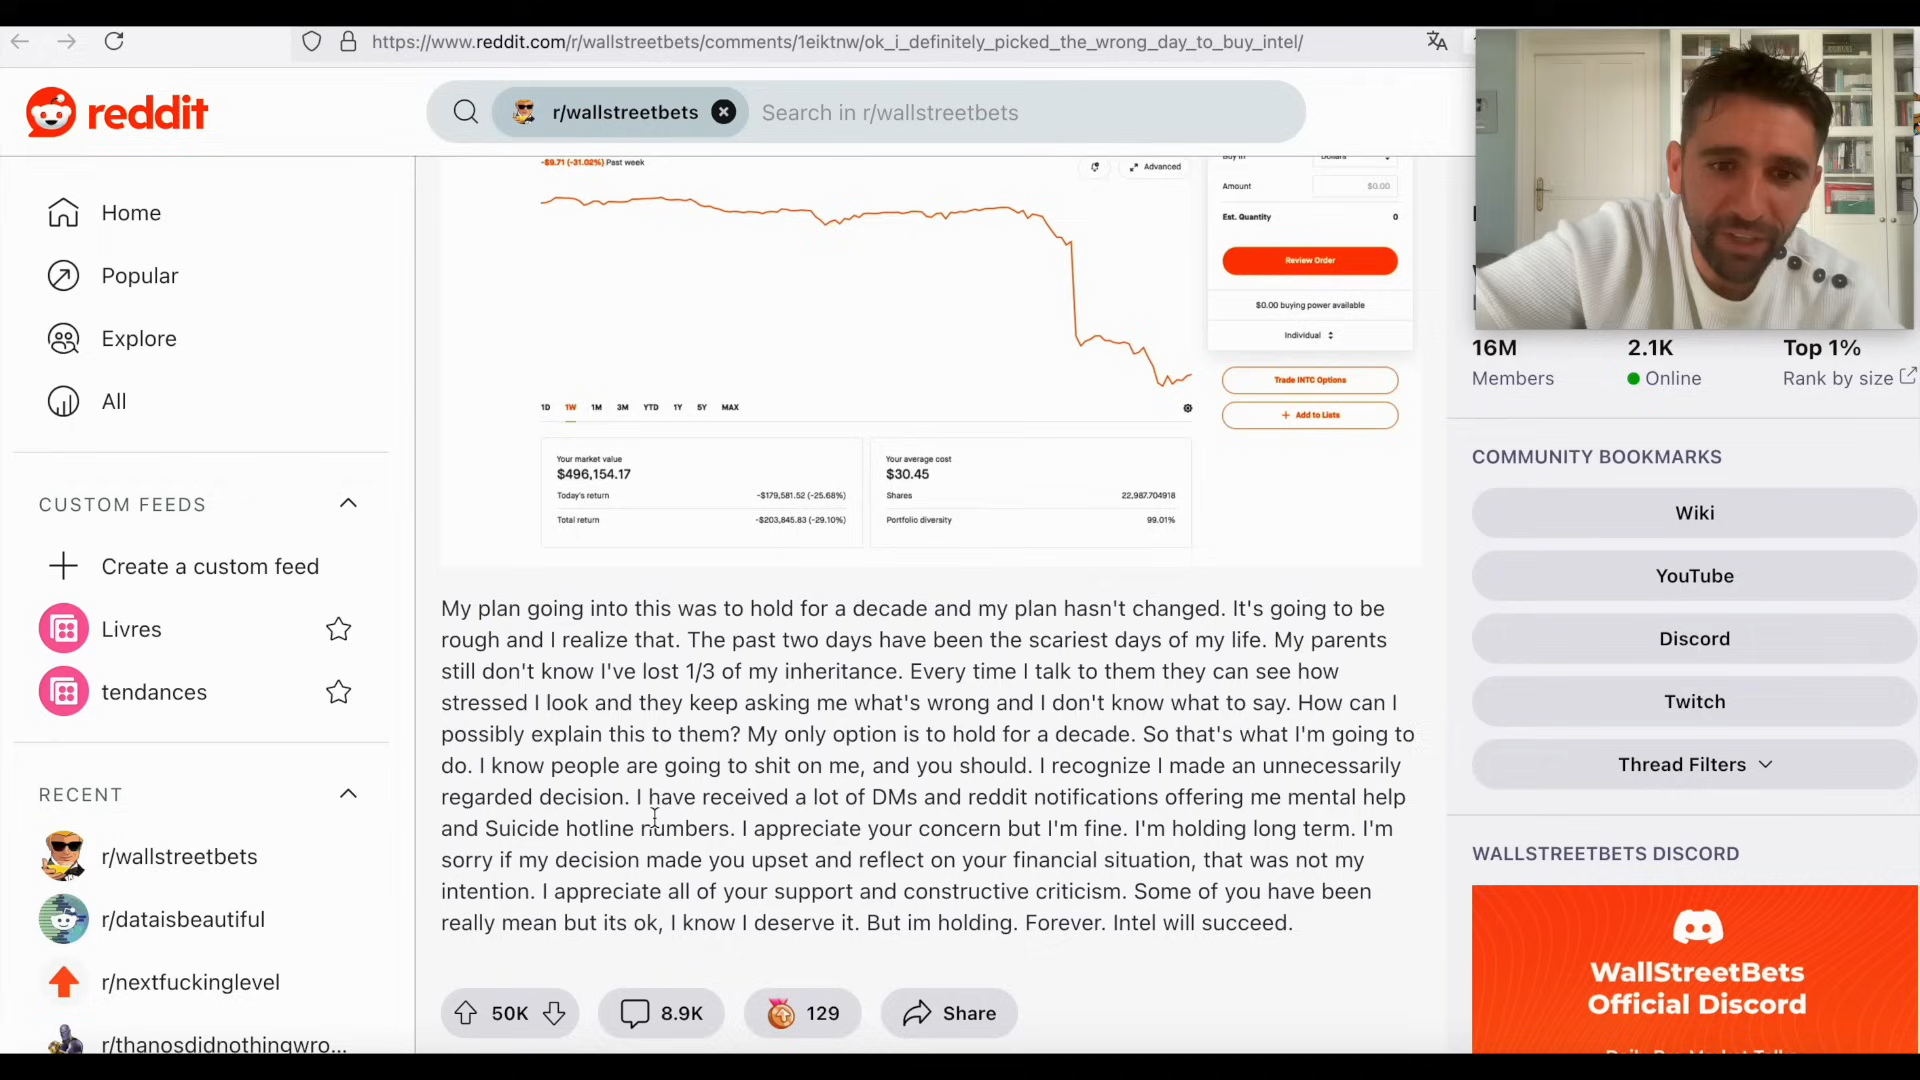 https://www.reddit.com/r/wallstreetbets/comments/1eiktnw/ok_i_definitely_picked_the_wrong_day_to_buy_intel/
reddit
r/wallstreetbets
Search in r/wallstreetbets
Home
Popular
Explore
All
CUSTOM FEEDS
Create a custom feed
Livres
tendances
RECENT
r/wallstreetbets
r/dataisbeautiful
r/nextfuckinglevel
r/thanosdidnothingwro...
-$9.71 (-31.02%) Past week
Advanced
1D 1W 1M 3M YTD 1Y 5Y MAX
Your market value
$496,154.17
Today's return -$179,581.52 (-25.68%)
Total return -$203,845.83 (-29.10%)
Your average cost
$30.45
Shares 22,987.704918
Portfolio diversity 99.01%
Buy In Dollars
Amount $0.00
Est. Quantity 0
Review Order
$0.00 buying power available
Individual
Trade INTC Options
+ Add to Lists
My plan going into this was to hold for a decade and my plan hasn't changed. It's going to be
rough and I realize that. The past two days have been the scariest days of my life. My parents
still don't know I've lost 1/3 of my inheritance. Every time I talk to them they can see how
stressed I look and they keep asking me what's wrong and I don't know what to say. How can I
possibly explain this to them? My only option is to hold for a decade. So that's what I'm going to
do. I know people are going to shit on me, and you should. I recognize I made an unnecessarily
regarded decision. I have received a lot of DMs and reddit notifications offering me mental help
and Suicide hotline numbers. I appreciate your concern but I'm fine. I'm holding long term. I'm
sorry if my decision made you upset and reflect on your financial situation, that was not my
intention. I appreciate all of your support and constructive criticism. Some of you have been
really mean but its ok, I know I deserve it. But im holding. Forever. Intel will succeed.
50K
8.9K
129
Share
16M
Members
2.1K
Online
Top 1%
Rank by size
COMMUNITY BOOKMARKS
Wiki
YouTube
Discord
Twitch
Thread Filters
WALLSTREETBETS DISCORD
WallStreetBets
Official Discord